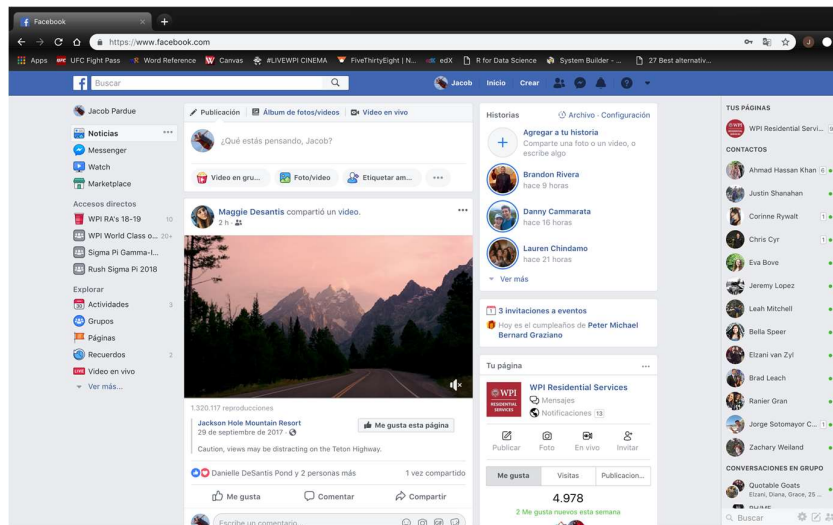 Facebook
https://www.facebook.com
Apps
UFC Fight Pass
Word Reference
Canvas
#LIVEWPI CINEMA
FiveThirtyEight | N...
edX
R for Data Science
System Builder - ...
27 Best alternativ...
Buscar
Jacob
Inicio
Crear
Jacob Pardue
Noticias
Messenger
Watch
Marketplace
Accesos directos
WPI RA's 18-19 10
WPI World Class o... 20+
Sigma Pi Gamma-I...
Rush Sigma Pi 2018
Explorar
Actividades 3
Grupos
Páginas
Recuerdos 2
Video en vivo
Ver más...
Publicación
Álbum de fotos/videos
Video en vivo
¿Qué estás pensando, Jacob?
Video en gru...
Foto/video
Etiquetar am...
Maggie Desantis compartió un video.
2 h
1.320.117 reproducciones
Jackson Hole Mountain Resort
29 de septiembre de 2017
Me gusta esta página
Caution, views may be distracting on the Teton Highway.
Danielle DeSantis Pond y 2 personas más
1 vez compartido
Me gusta
Comentar
Compartir
Escribe un comentario...
Historias
Archivo · Configuración
Agregar a tu historia
Comparte una foto o un video, o
escribe algo
Brandon Rivera
hace 9 horas
Danny Cammarata
hace 16 horas
Lauren Chindamo
hace 21 horas
Ver más
3 invitaciones a eventos
Hoy es el cumpleaños de Peter Michael
Bernard Graziano
Tu página
WPI
RESIDENTIAL
SERVICES
WPI Residential Services
Mensajes
Notificaciones 13
Publicar
Foto
En vivo
Invitar
Me gusta
Visitas
Publicacion...
4.978
2 Me gusta nuevos esta semana
TUS PÁGINAS
WPI Residential Servi...
CONTACTOS
Ahmad Hassan Khan 6
Justin Shanahan
Corinne Rywalt 1
Chris Cyr 1
Eva Bove
Jeremy Lopez
Leah Mitchell
Bella Speer
Elzani van Zyl
Brad Leach
Ranier Gran
Jorge Sotomayor C... 1
Zachary Weiland
CONVERSACIONES EN GRUPO
Quotable Goats
Elzani, Diana, Grace, 25 ...
Buscar